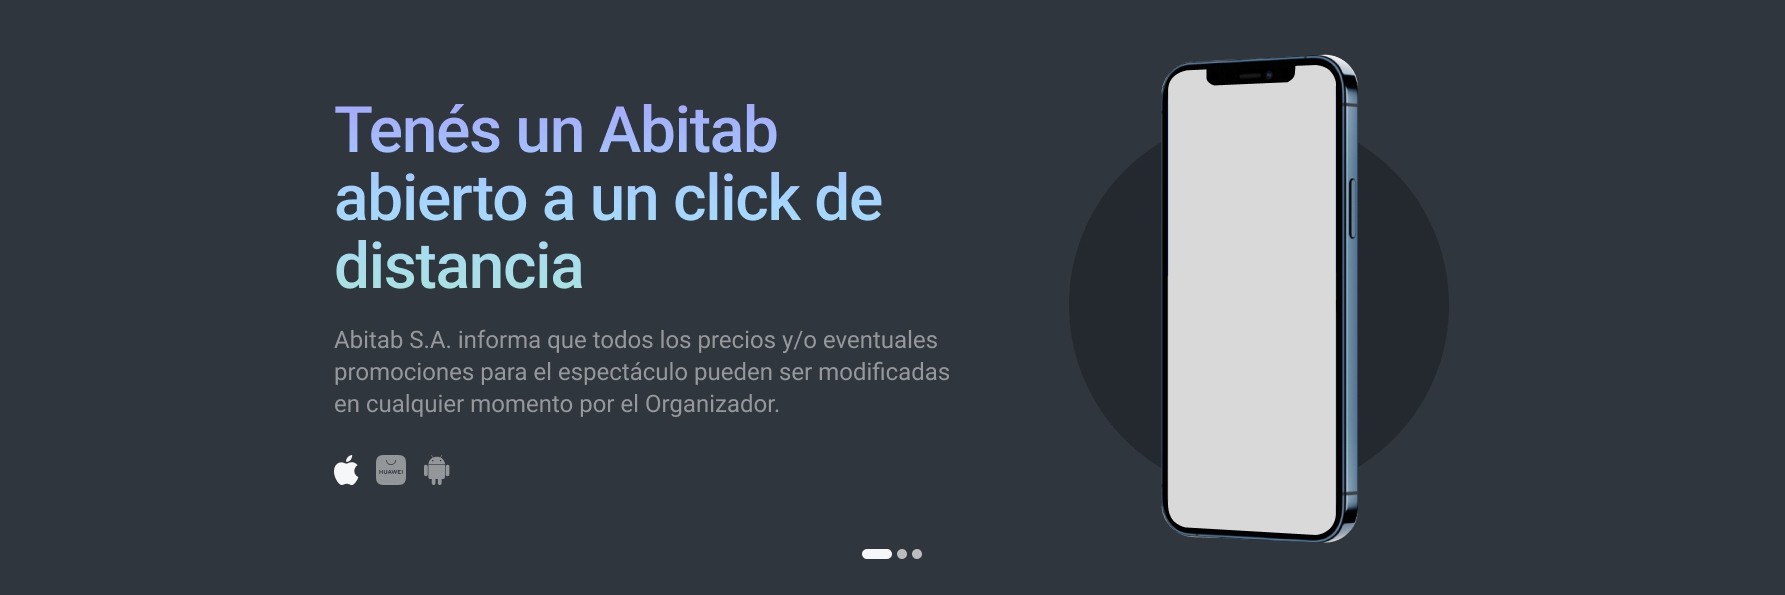 Tenés un Abitab
abierto a un click de
distancia
Abitab S.A. informa que todos los precios y/o eventuales
promociones para el espectáculo pueden ser modificadas
en cualquier momento por el Organizador.
HUAWEI